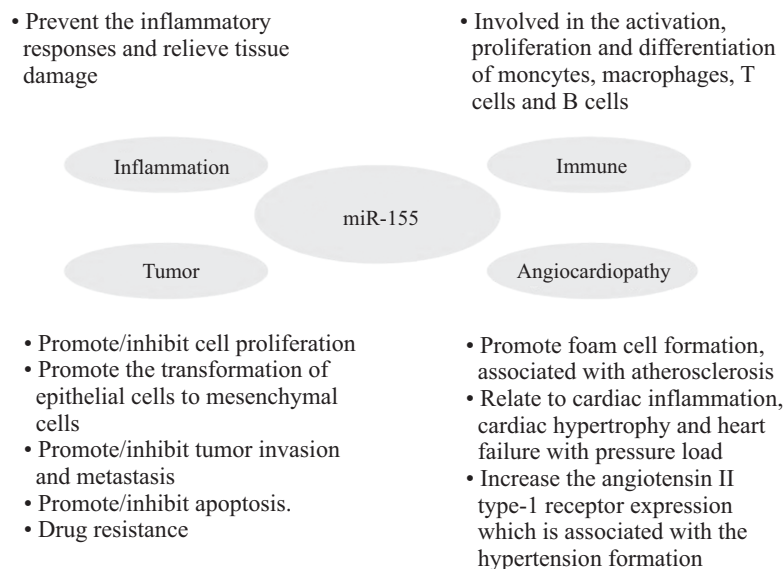 • Prevent the inflammatory
responses and relieve tissue
damage
• Involved in the activation,
proliferation and differentiation
of moncytes, macrophages, T
cells and B cells
Inflammation
Immune
miR-155
Tumor
Angiocardiopathy
• Promote/inhibit cell proliferation
• Promote the transformation of
epithelial cells to mesenchymal
cells
• Promote/inhibit tumor invasion
and metastasis
• Promote/inhibit apoptosis.
• Drug resistance
• Promote foam cell formation,
associated with atherosclerosis
• Relate to cardiac inflammation,
cardiac hypertrophy and heart
failure with pressure load
• Increase the angiotensin II
type-1 receptor expression
which is associated with the
hypertension formation